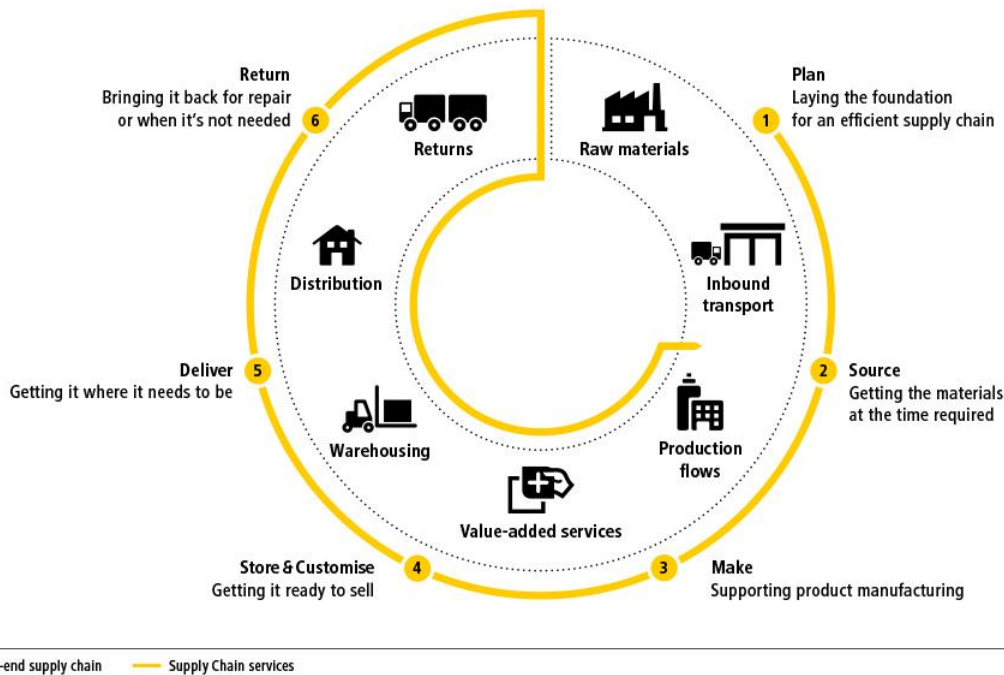 Plan
Laying the foundation
for an efficient supply chain
1
Source
Getting the materials
at the time required
2
Make
Supporting product manufacturing
3
Store & Customise
Getting it ready to sell
4
Deliver
Getting it where it needs to be
5
Return
Bringing it back for repair
or when it's not needed
6
Raw materials
Inbound
transport
Production
flows
Value-added services
Warehousing
Distribution
Returns
-end supply chain
Supply Chain services